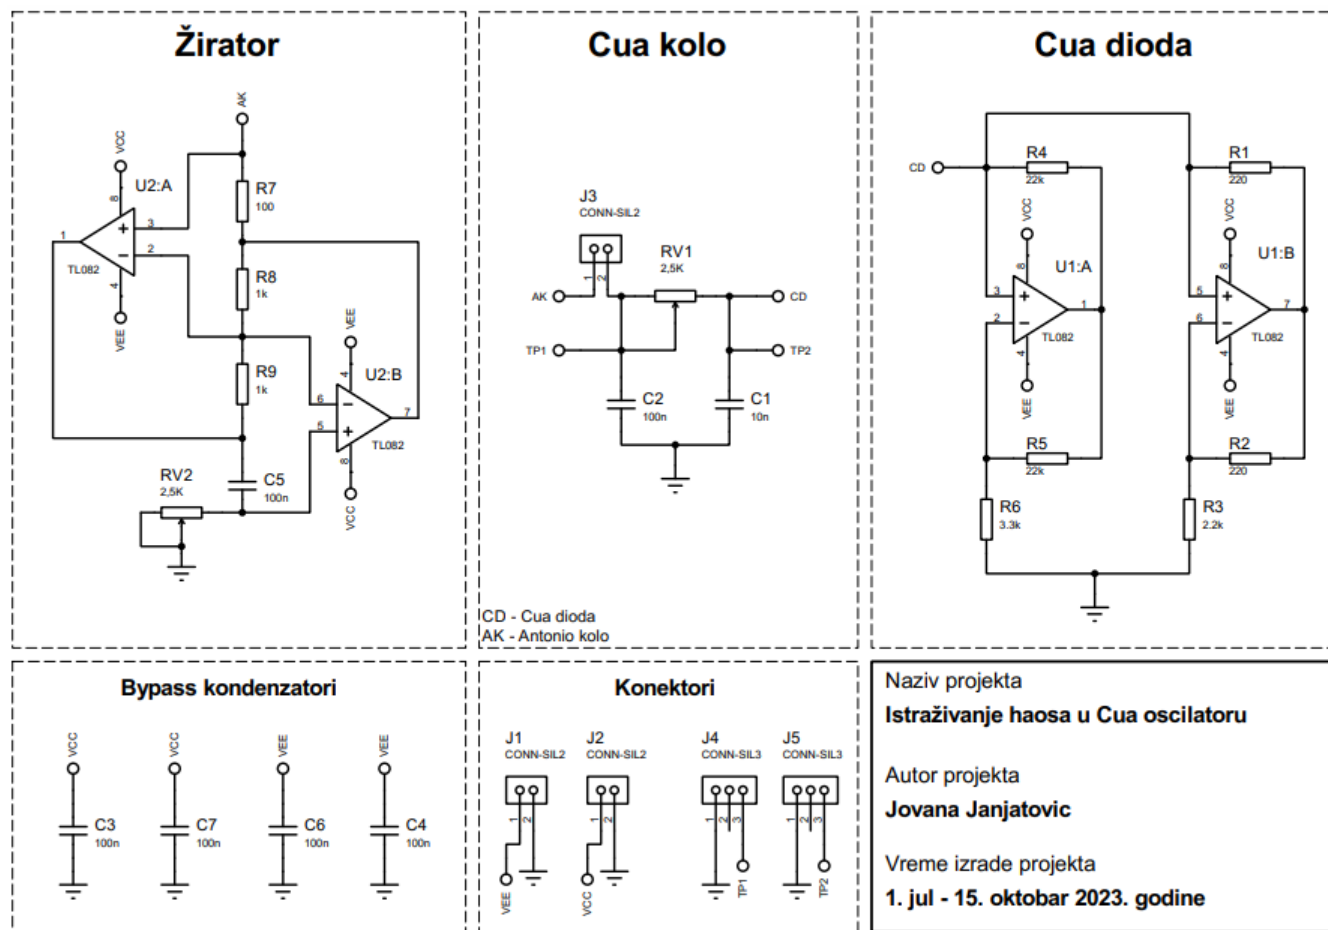 Žirator
AK
VCC
U2:A
8
3
2
1
4
TL082
VEE
R7
100
R8
1k
R9
1k
VEE
4
U2:B
6
5
7
8
TL082
VCC
RV2
2,5K
C5
100n
Cua kolo
J3
CONN-SIL2
1
2
RV1
2,5K
AK
CD
TP1
TP2
C2
100n
C1
10n
CD - Cua dioda
AK - Antonio kolo
Cua dioda
CD
R4
22k
R1
220
VCC
U1:A
8
3
2
1
4
TL082
VEE
VCC
U1:B
8
5
6
7
4
TL082
VEE
R5
22k
R2
220
R6
3.3k
R3
2.2k
Bypass kondenzatori
VCC
VCC
VEE
VEE
C3
100n
C7
100n
C6
100n
C4
100n
Konektori
J1
CONN-SIL2
1
2
VEE
J2
CONN-SIL2
1
2
VCC
J4
CONN-SIL3
1
2
3
TP1
J5
CONN-SIL3
1
2
3
TP2
Naziv projekta
Istraživanje haosa u Cua oscilatoru
Autor projekta
Jovana Janjatovic
Vreme izrade projekta
1. jul - 15. oktobar 2023. godine